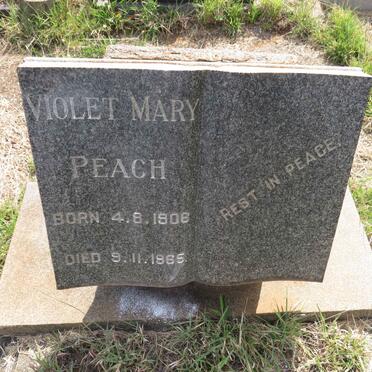 VIOLET MARY
PEACH
BORN 4.8.1906
DIED 9.11.1965
REST IN PEACE.